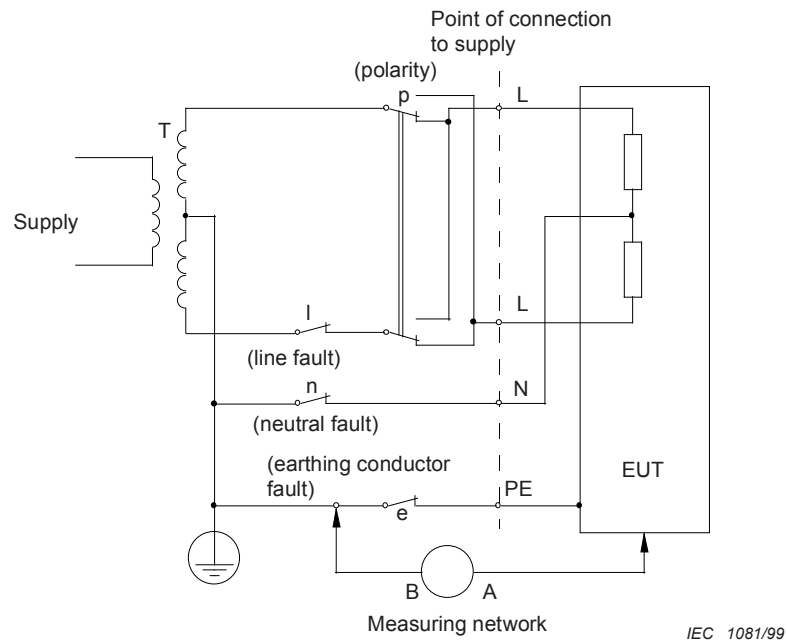 Point of connection
to supply
(polarity)
p
L
T
Supply
l
L
(line fault)
n
N
(neutral fault)
(earthing conductor
fault)
PE
EUT
e
B
A
Measuring network
IEC 1081/99